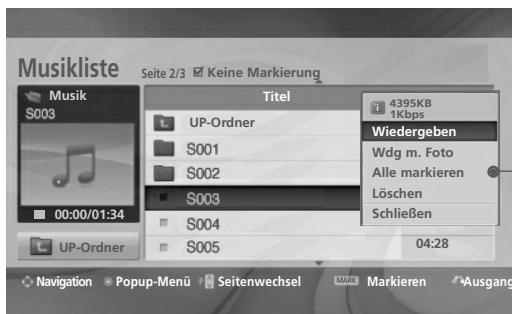 Musikliste Seite 2/3 ☑ Keine Markierung
Musik
S003
00:00/01:34
UP-Ordner
Titel
UP-Ordner
S001
S002
S003
S004
S005 04:28
4395KB
1Kbps
Wiedergeben
Wdg m. Foto
Alle markieren
Löschen
Schließen
Navigation Popup-Menü Seitenwechsel MARK Markieren Ausgang